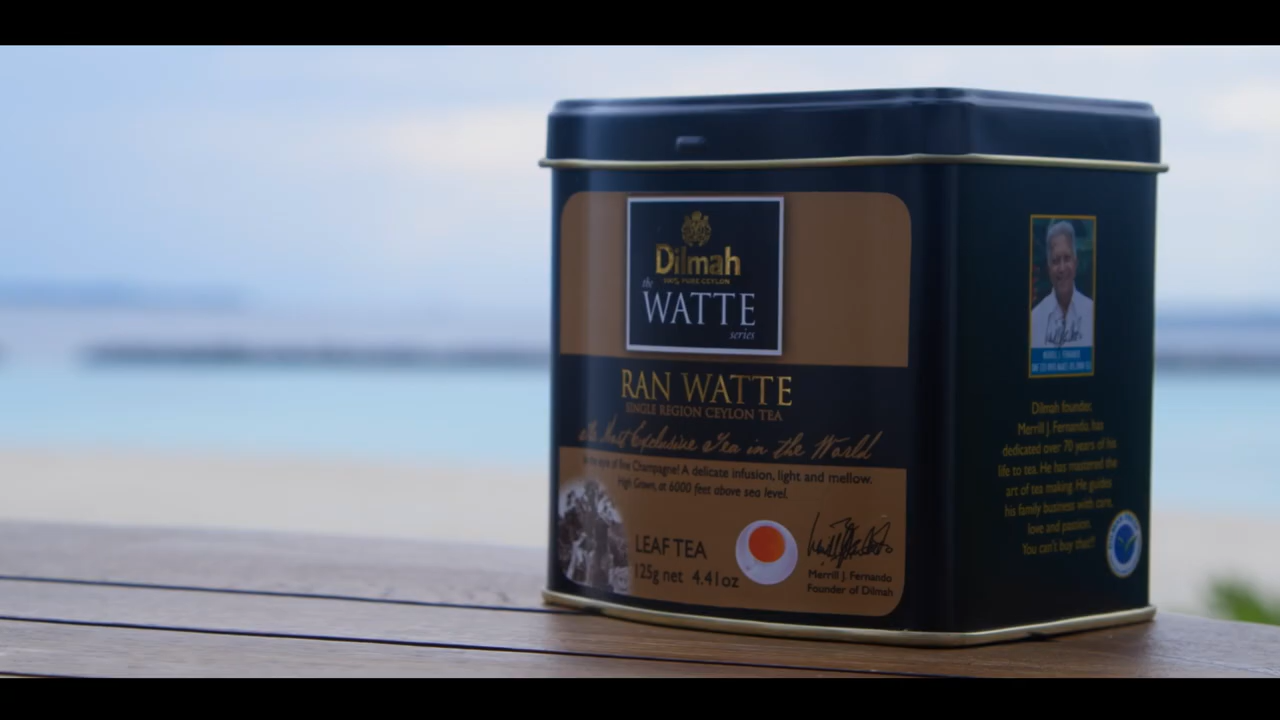 Dilmah
100% PURE CEYLON
the
WATTE
series
RAN WATTE
SINGLE REGION CEYLON TEA
the Most Exclusive Tea in the World
of Fine Champagne! A delicate infusion, light and mellow.
High Grown, at 6000 feet above sea level.
LEAF TEA
125g net 4.41oz
Merrill J. Fernando
Founder of Dilmah
MERRILL J. FERNANDO
Dilmah founder,
Merrill J. Fernando, has
dedicated over 70 years of his
life to tea. He has mastered the
art of tea making. He guides
his family business with care,
love and passion.
You can't buy that!!